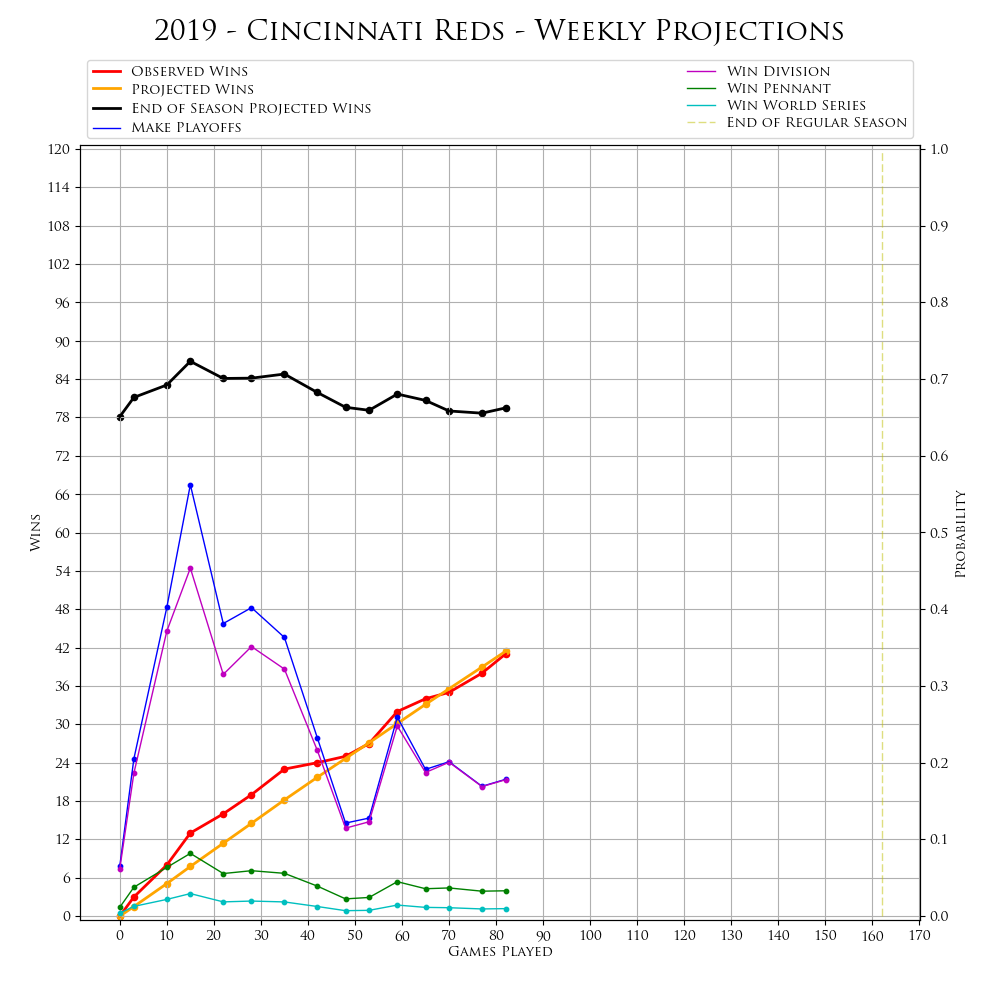 2019 - Cincinnati Reds - Weekly Projections
Observed Wins
Projected Wins
End of Season Projected Wins
Make Playoffs
Win Division
Win Pennant
Win World Series
End of Regular Season
120
114
108
102
96
90
84
78
72
66
60
54
48
42
36
30
24
18
12
6
0
Wins
1.0
0.9
0.8
0.7
0.6
0.5
0.4
0.3
0.2
0.1
0.0
Probability
0 10 20 30 40 50 60 70 80 90 100 110 120 130 140 150 160 170
Games Played